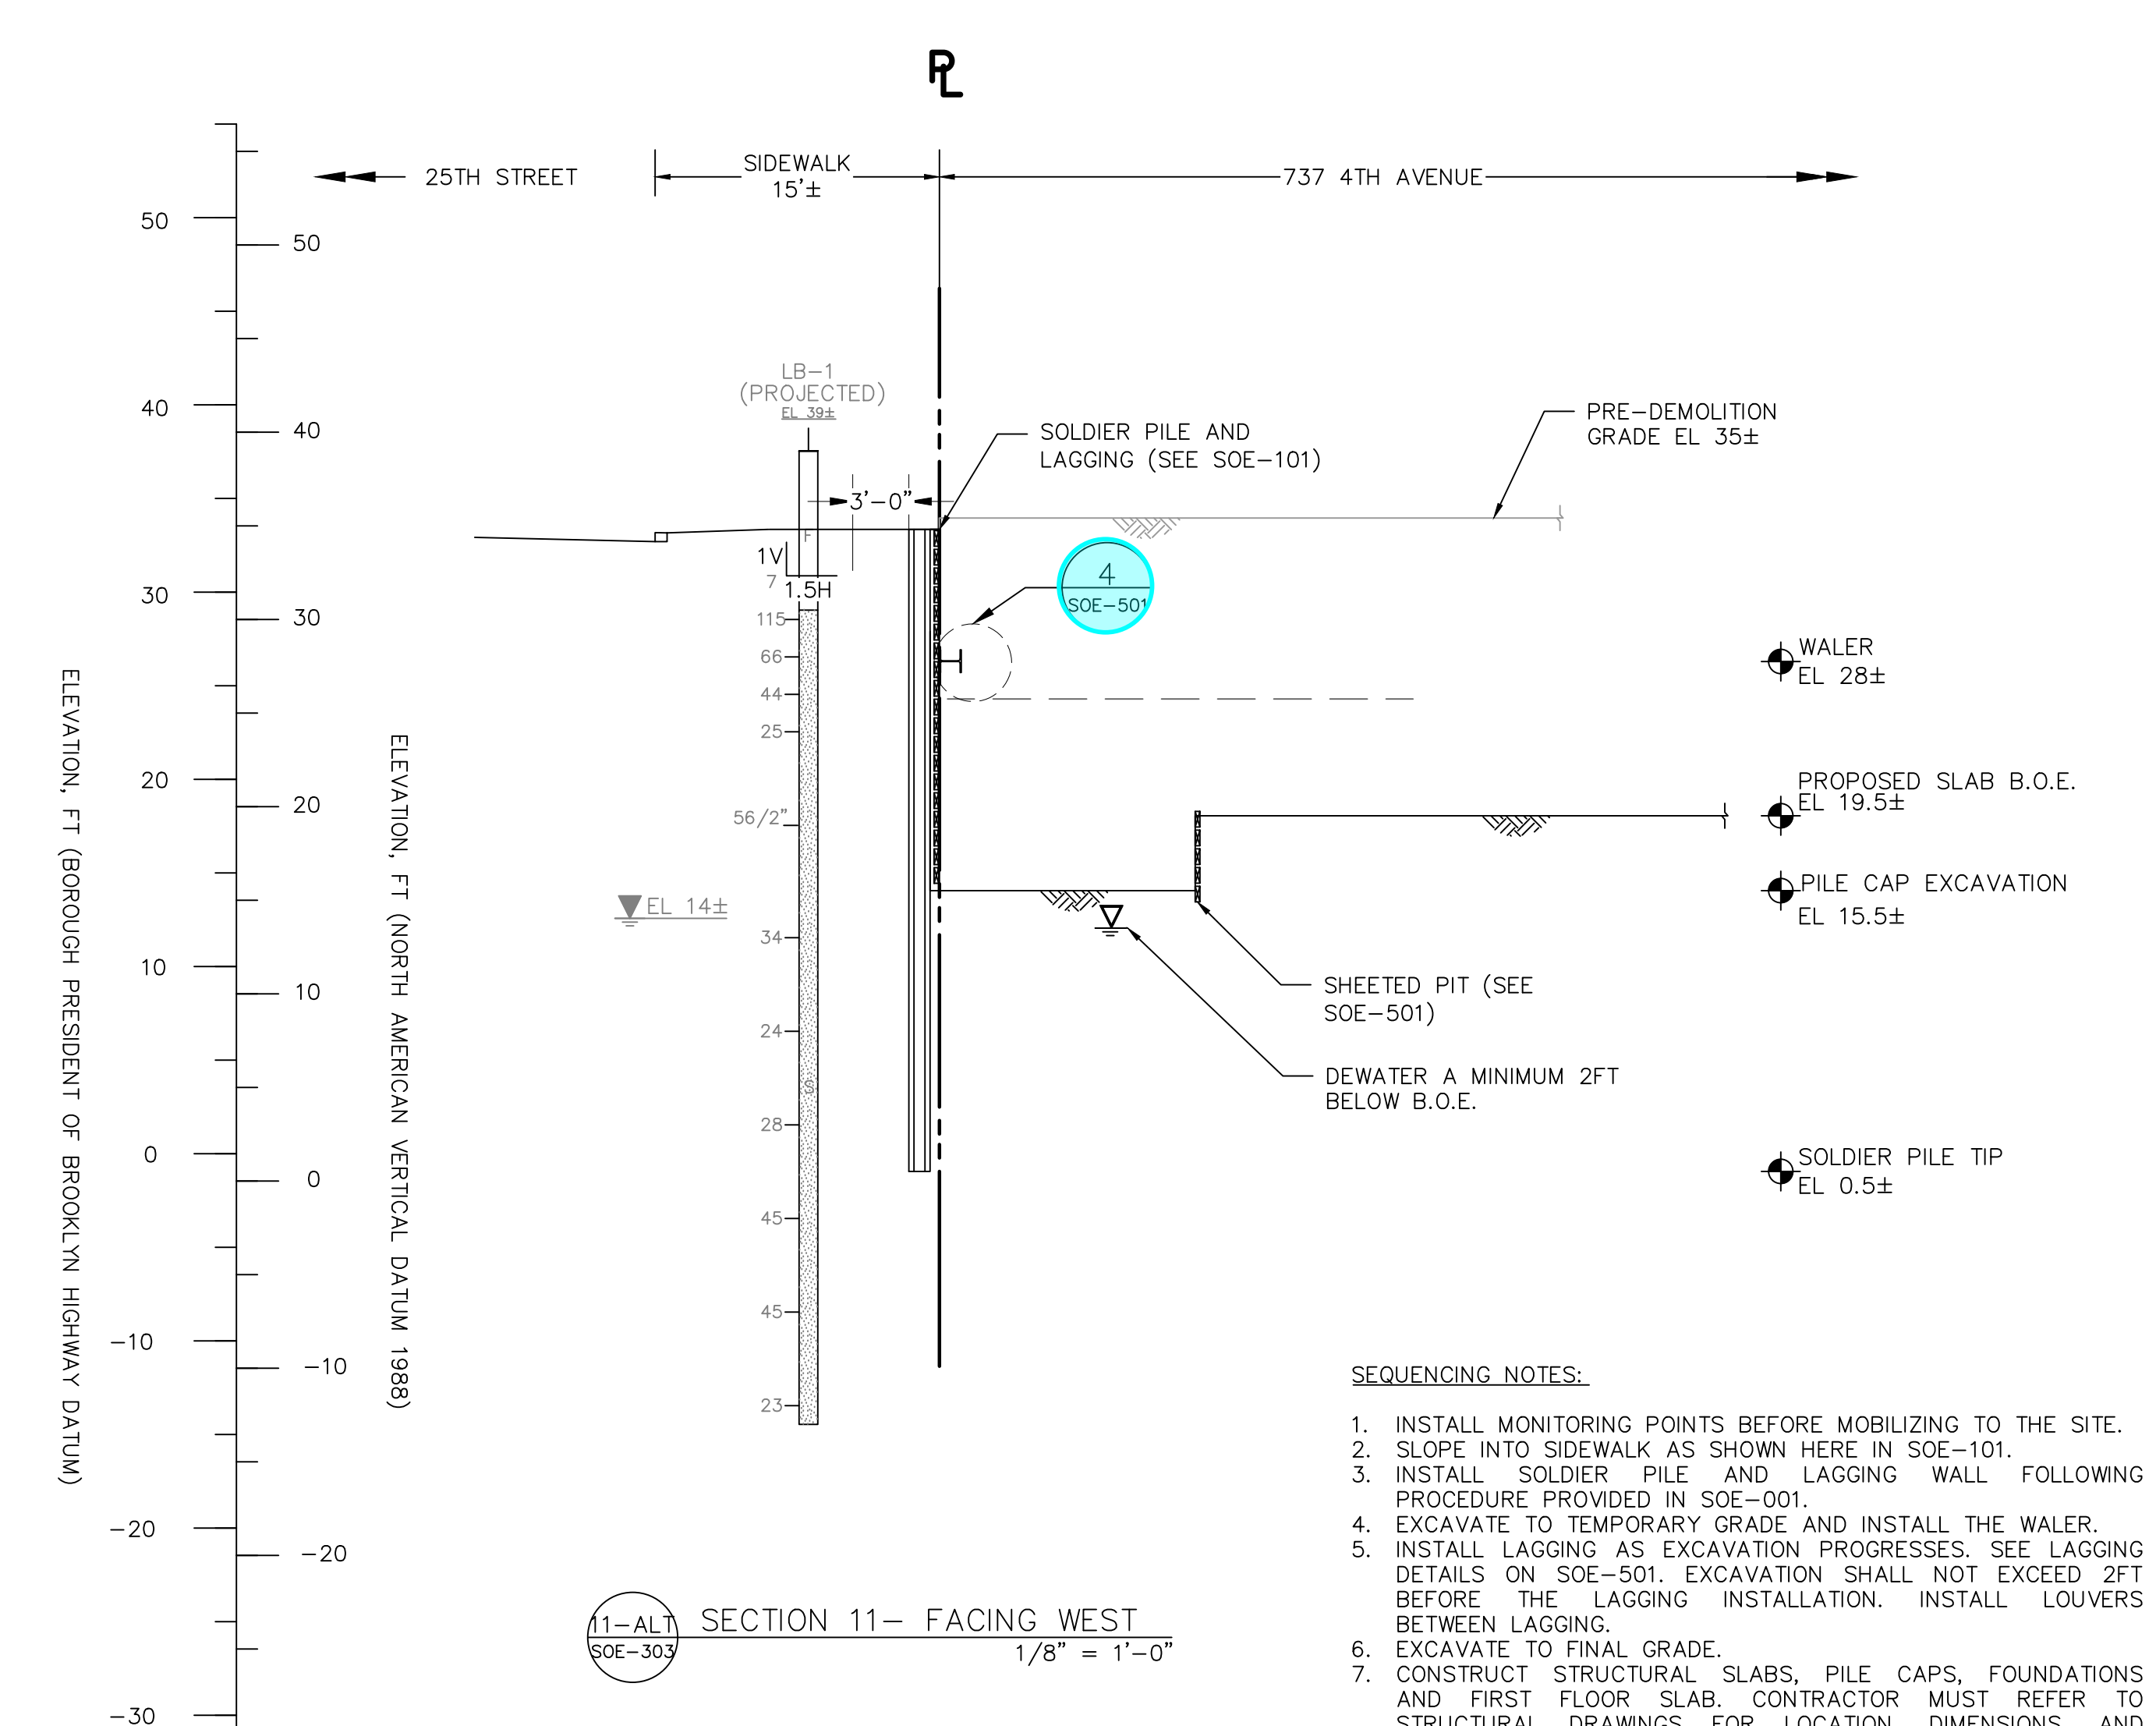 PL
25TH STREET
SIDEWALK
15'±
737 4TH AVENUE
50
50
40
40
30
30
20
20
10
10
0
0
-10
-10
-20
-20
-30
ELEVATION, FT (BOROUGH PRESIDENT OF BROOKLYN HIGHWAY DATUM)
ELEVATION, FT (NORTH AMERICAN VERTICAL DATUM 1988)
LB-1
(PROJECTED)
EL 39±
3'-0"
F
1V
7
1.5H
115
66
44
25
56/2"
34
24
S
28
45
45
23
EL 14±
SOLDIER PILE AND
LAGGING (SEE SOE-101)
PRE-DEMOLITION
GRADE EL 35±
4
SOE-501
WALER
EL 28±
PROPOSED SLAB B.O.E.
EL 19.5±
PILE CAP EXCAVATION
EL 15.5±
SHEETED PIT (SEE
SOE-501)
DEWATER A MINIMUM 2FT
BELOW B.O.E.
SOLDIER PILE TIP
EL 0.5±
11-ALT
SOE-303
SECTION 11- FACING WEST
1/8" = 1'-0"
SEQUENCING NOTES:
1. INSTALL MONITORING POINTS BEFORE MOBILIZING TO THE SITE.
2. SLOPE INTO SIDEWALK AS SHOWN HERE IN SOE-101.
3. INSTALL SOLDIER PILE AND LAGGING WALL FOLLOWING
PROCEDURE PROVIDED IN SOE-001.
4. EXCAVATE TO TEMPORARY GRADE AND INSTALL THE WALER.
5. INSTALL LAGGING AS EXCAVATION PROGRESSES. SEE LAGGING
DETAILS ON SOE-501. EXCAVATION SHALL NOT EXCEED 2FT
BEFORE THE LAGGING INSTALLATION. INSTALL LOUVERS
BETWEEN LAGGING.
6. EXCAVATE TO FINAL GRADE.
7. CONSTRUCT STRUCTURAL SLABS, PILE CAPS, FOUNDATIONS
AND FIRST FLOOR SLAB. CONTRACTOR MUST REFER TO
STRUCTURAL DRAWINGS FOR LOCATION, DIMENSIONS, AND